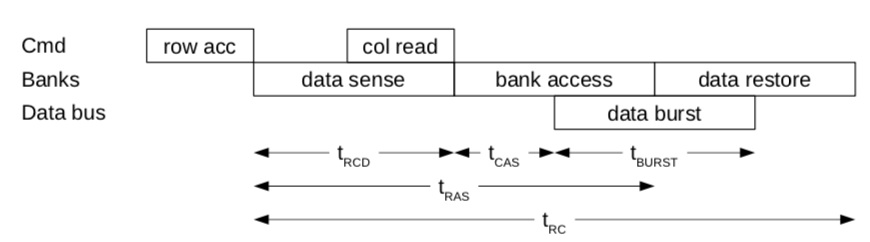 Cmd row acc col read
Banks data sense bank access data restore
Data bus data burst
tRCD tCAS tBURST
tRAS
tRC